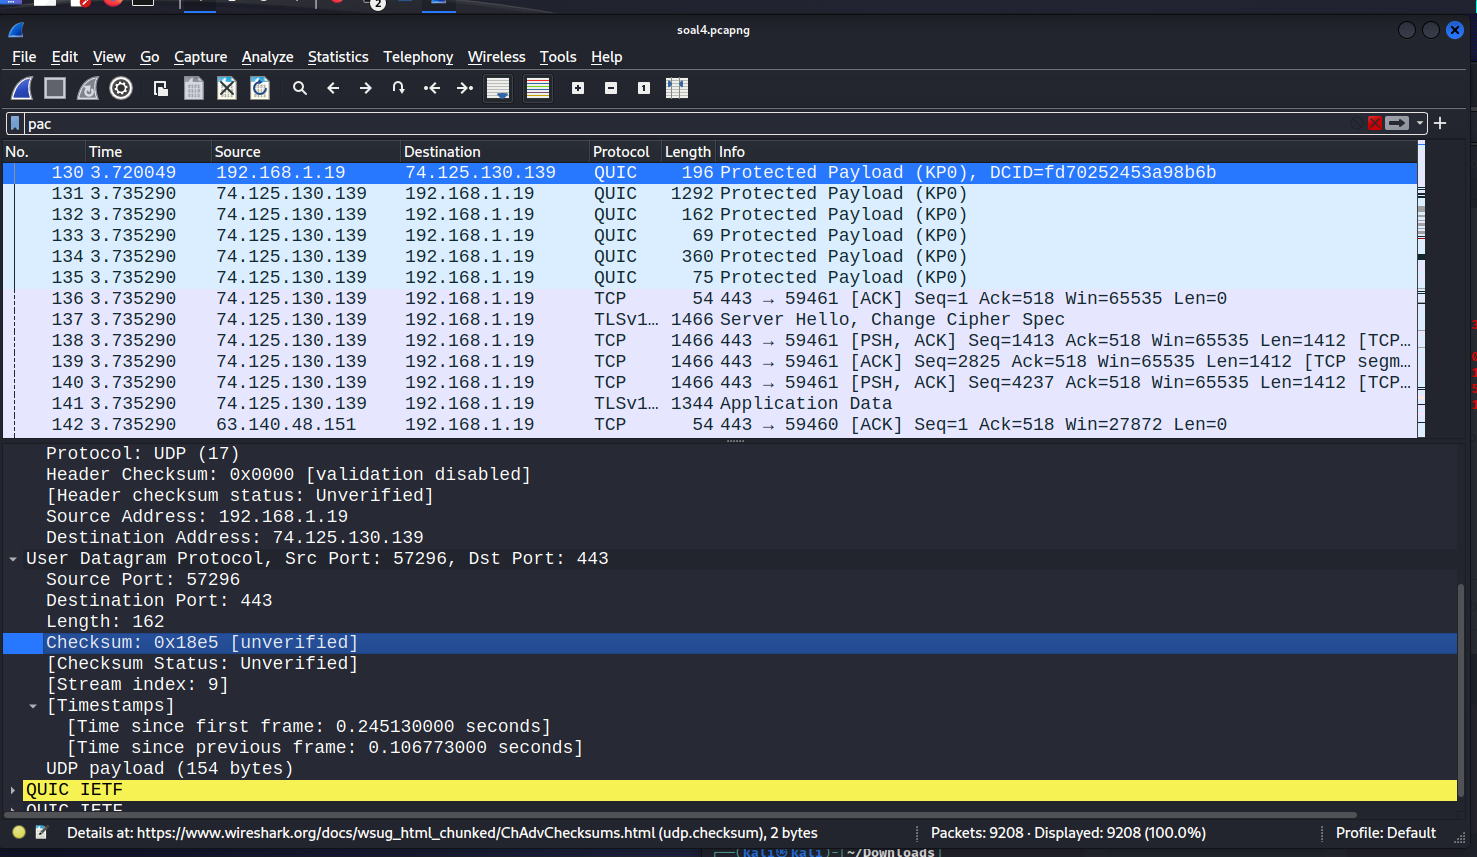 2
soal4.pcapng
File Edit View Go Capture Analyze Statistics Telephony Wireless Tools Help
pac
No. Time Source Destination Protocol Length Info
130 3.720049 192.168.1.19 74.125.130.139 QUIC 196 Protected Payload (KP0), DCID=fd70252453a98b6b
131 3.735290 74.125.130.139 192.168.1.19 QUIC 1292 Protected Payload (KP0)
132 3.735290 74.125.130.139 192.168.1.19 QUIC 162 Protected Payload (KP0)
133 3.735290 74.125.130.139 192.168.1.19 QUIC 69 Protected Payload (KP0)
134 3.735290 74.125.130.139 192.168.1.19 QUIC 360 Protected Payload (KP0)
135 3.735290 74.125.130.139 192.168.1.19 QUIC 75 Protected Payload (KP0)
136 3.735290 74.125.130.139 192.168.1.19 TCP 54 443 → 59461 [ACK] Seq=1 Ack=518 Win=65535 Len=0
137 3.735290 74.125.130.139 192.168.1.19 TLSv1… 1466 Server Hello, Change Cipher Spec
138 3.735290 74.125.130.139 192.168.1.19 TCP 1466 443 → 59461 [PSH, ACK] Seq=1413 Ack=518 Win=65535 Len=1412 [TCP…
139 3.735290 74.125.130.139 192.168.1.19 TCP 1466 443 → 59461 [ACK] Seq=2825 Ack=518 Win=65535 Len=1412 [TCP segm…
140 3.735290 74.125.130.139 192.168.1.19 TCP 1466 443 → 59461 [PSH, ACK] Seq=4237 Ack=518 Win=65535 Len=1412 [TCP…
141 3.735290 74.125.130.139 192.168.1.19 TLSv1… 1344 Application Data
142 3.735290 63.140.48.151 192.168.1.19 TCP 54 443 → 59460 [ACK] Seq=1 Ack=518 Win=27872 Len=0
Protocol: UDP (17)
Header Checksum: 0x0000 [validation disabled]
[Header checksum status: Unverified]
Source Address: 192.168.1.19
Destination Address: 74.125.130.139
User Datagram Protocol, Src Port: 57296, Dst Port: 443
Source Port: 57296
Destination Port: 443
Length: 162
Checksum: 0x18e5 [unverified]
[Checksum Status: Unverified]
[Stream index: 9]
[Timestamps]
[Time since first frame: 0.245130000 seconds]
[Time since previous frame: 0.106773000 seconds]
UDP payload (154 bytes)
QUIC IETF
QUIC IETF
Details at: https://www.wireshark.org/docs/wsug_html_chunked/ChAdvChecksums.html (udp.checksum), 2 bytes
Packets: 9208 · Displayed: 9208 (100.0%)
Profile: Default
(kali㉿kali)-[~/Downloads]